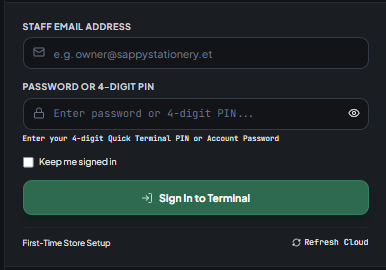 STAFF EMAIL ADDRESS
e.g. owner@sappystationery.et
PASSWORD OR 4-DIGIT PIN
Enter password or 4-digit PIN...
Enter your 4-digit Quick Terminal PIN or Account Password
Keep me signed in
Sign In to Terminal
First-Time Store Setup
Refresh Cloud